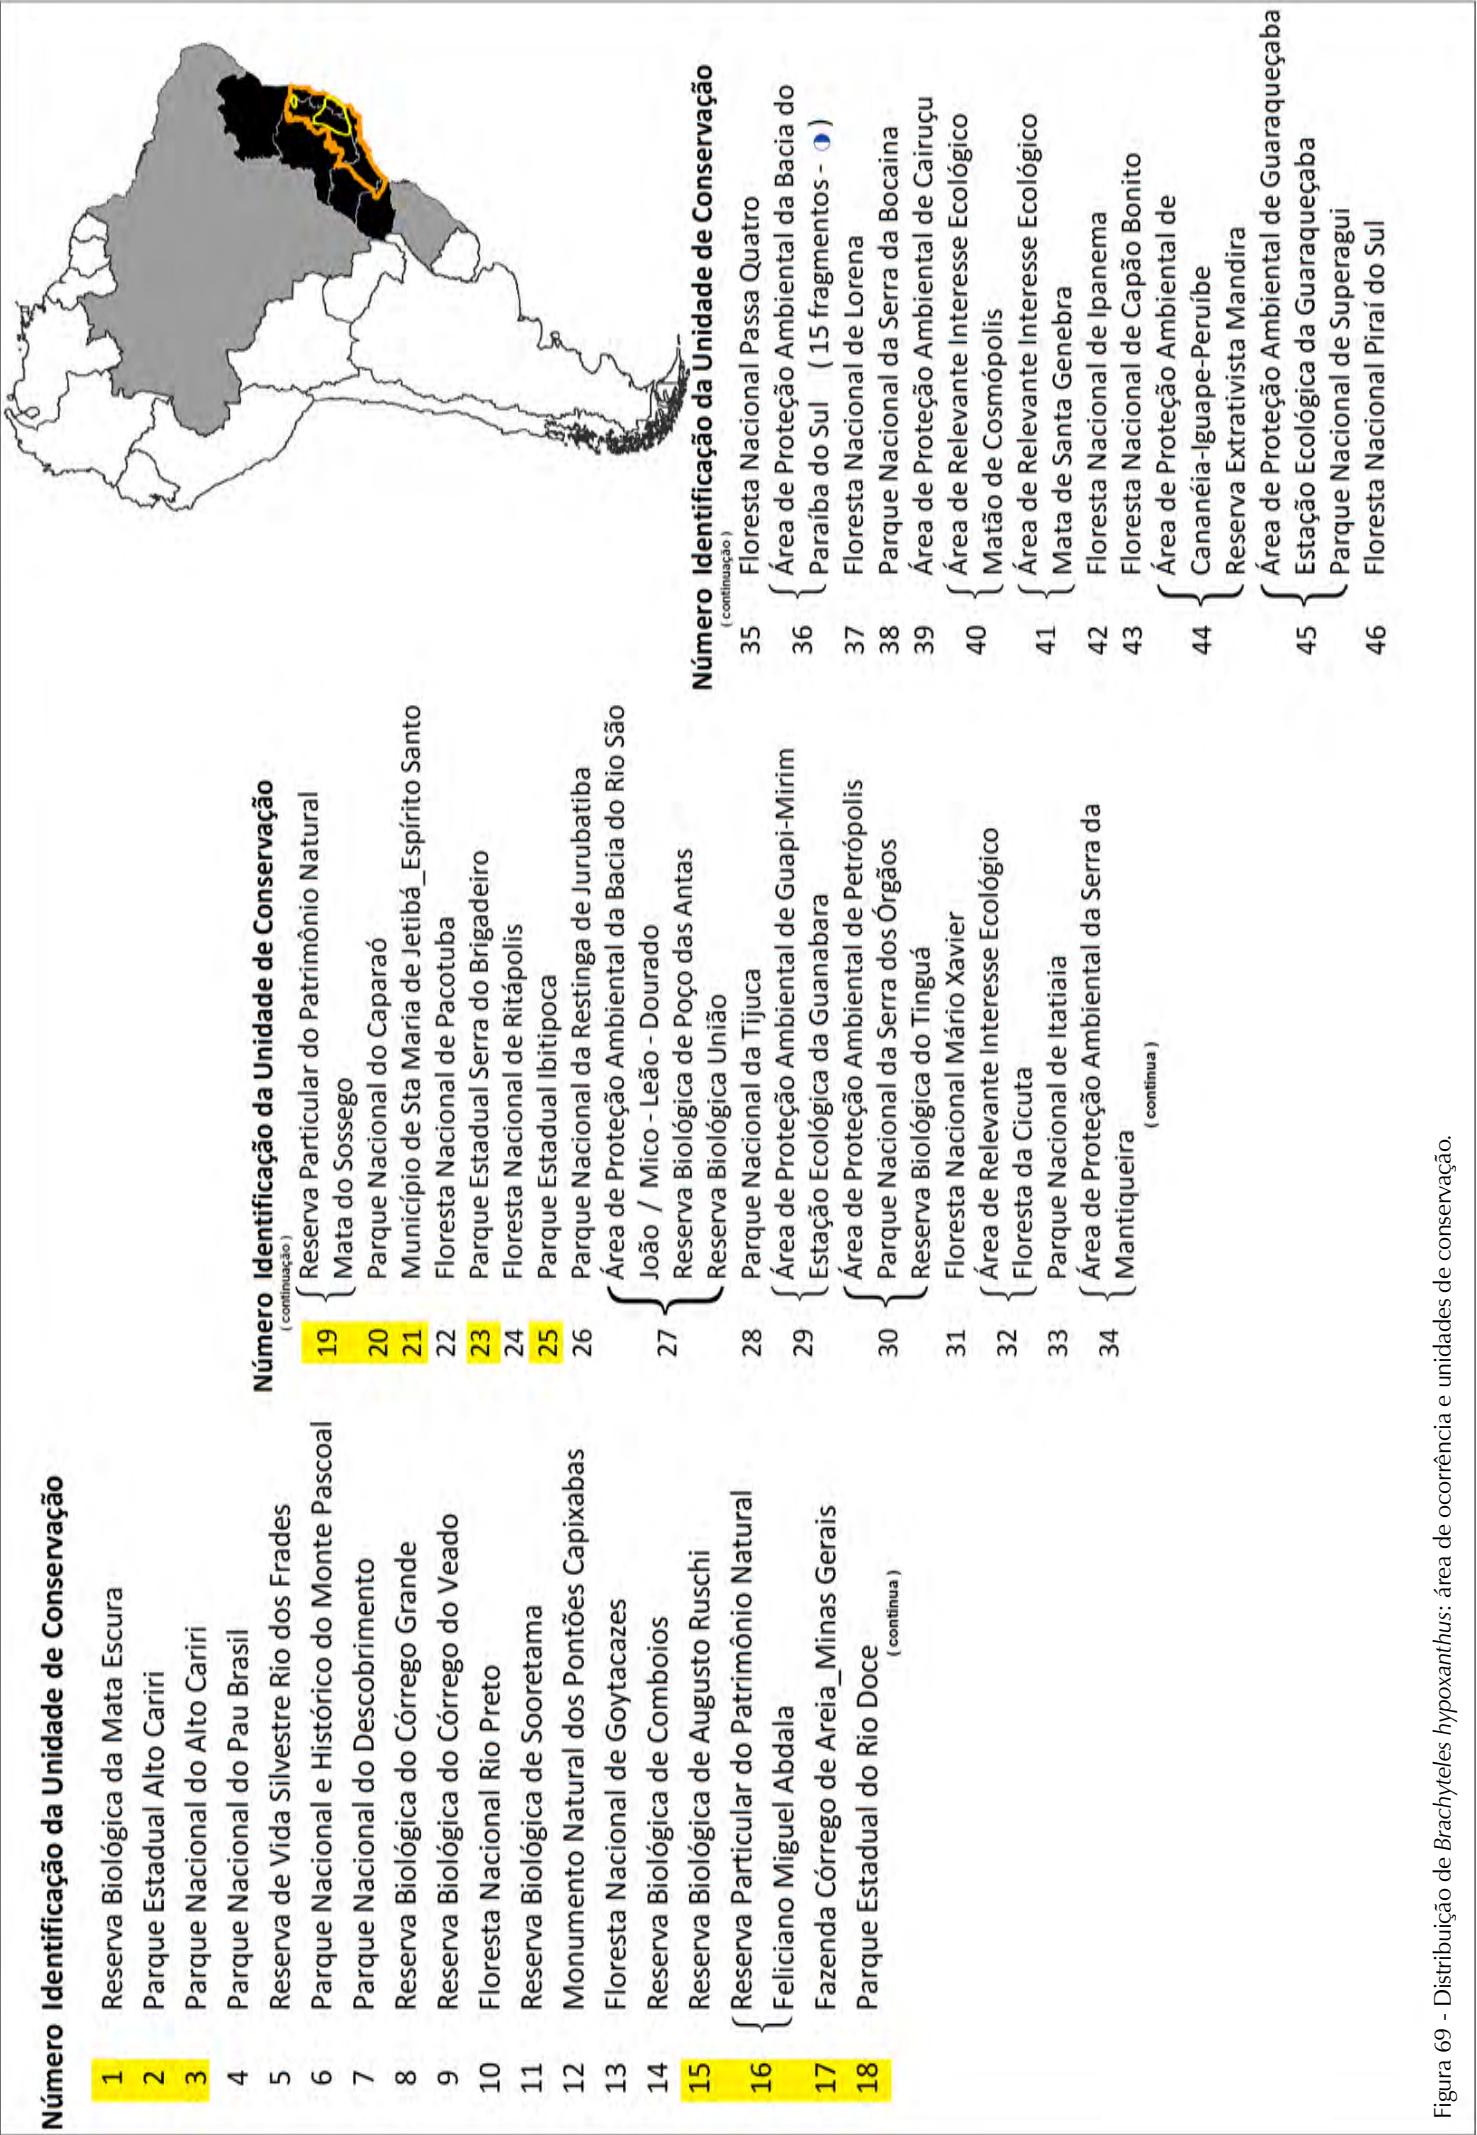 Número Identificação da Unidade de Conservação
1 Reserva Biológica da Mata Escura
2 Parque Estadual Alto Cariri
3 Parque Nacional do Alto Cariri
4 Parque Nacional do Pau Brasil
5 Reserva de Vida Silvestre Rio dos Frades
6 Parque Nacional e Histórico do Monte Pascoal
7 Parque Nacional do Descobrimento
8 Reserva Biológica do Córrego Grande
9 Reserva Biológica do Córrego do Veado
10 Floresta Nacional Rio Preto
11 Reserva Biológica de Sooretama
12 Monumento Natural dos Pontões Capixabas
13 Floresta Nacional de Goytacazes
14 Reserva Biológica de Comboios
15 Reserva Biológica de Augusto Ruschi
16 { Reserva Particular do Patrimônio Natural
Feliciano Miguel Abdala
17 Fazenda Córrego de Areia_Minas Gerais
18 Parque Estadual do Rio Doce
( continua )
Número Identificação da Unidade de Conservação
( continuação )
19 { Reserva Particular do Patrimônio Natural
Mata do Sossego
20 Parque Nacional do Caparaó
21 Município de Sta Maria de Jetibá_Espírito Santo
22 Floresta Nacional de Pacotuba
23 Parque Estadual Serra do Brigadeiro
24 Floresta Nacional de Ritápolis
25 Parque Estadual Ibitipoca
26 Parque Nacional da Restinga de Jurubatiba
27 { Área de Proteção Ambiental da Bacia do Rio São
João / Mico - Leão - Dourado
Reserva Biológica de Poço das Antas
Reserva Biológica União
28 Parque Nacional da Tijuca
29 { Área de Proteção Ambiental de Guapi-Mirim
Estação Ecológica da Guanabara
30 { Área de Proteção Ambiental de Petrópolis
Parque Nacional da Serra dos Órgãos
Reserva Biológica do Tinguá
31 Floresta Nacional Mário Xavier
32 { Área de Relevante Interesse Ecológico
Floresta da Cicuta
33 Parque Nacional de Itatiaia
34 { Área de Proteção Ambiental da Serra da
Mantiqueira
( continua )
Número Identificação da Unidade de Conservação
( continuação )
35 Floresta Nacional Passa Quatro
36 { Área de Proteção Ambiental da Bacia do
Paraíba do Sul ( 15 fragmentos - ◑ )
37 Floresta Nacional de Lorena
38 Parque Nacional da Serra da Bocaina
39 Área de Proteção Ambiental de Cairuçu
40 { Área de Relevante Interesse Ecológico
Matão de Cosmópolis
41 { Área de Relevante Interesse Ecológico
Mata de Santa Genebra
42 Floresta Nacional de Ipanema
43 Floresta Nacional de Capão Bonito
44 { Área de Proteção Ambiental de
Cananéia-Iguape-Peruíbe
Reserva Extrativista Mandira
45 { Área de Proteção Ambiental de Guaraqueçaba
Estação Ecológica da Guaraqueçaba
Parque Nacional de Superagui
46 Floresta Nacional Piraí do Sul
Figura 69 - Distribuição de Brachyteles hypoxanthus: área de ocorrência e unidades de conservação.